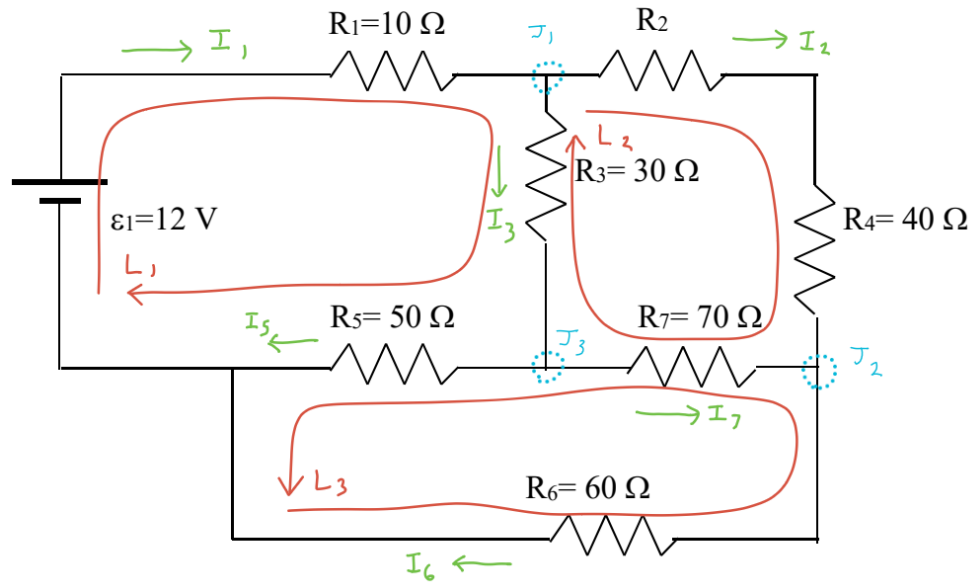 I₁
R₁=10 Ω
J₁
R₂
I₂
L₂
R₃= 30 Ω
ε₁=12 V
I₃
R₄= 40 Ω
L₁
I₅
R₅= 50 Ω
J₃
R₇= 70 Ω
J₂
I₇
L₃
R₆= 60 Ω
I₆